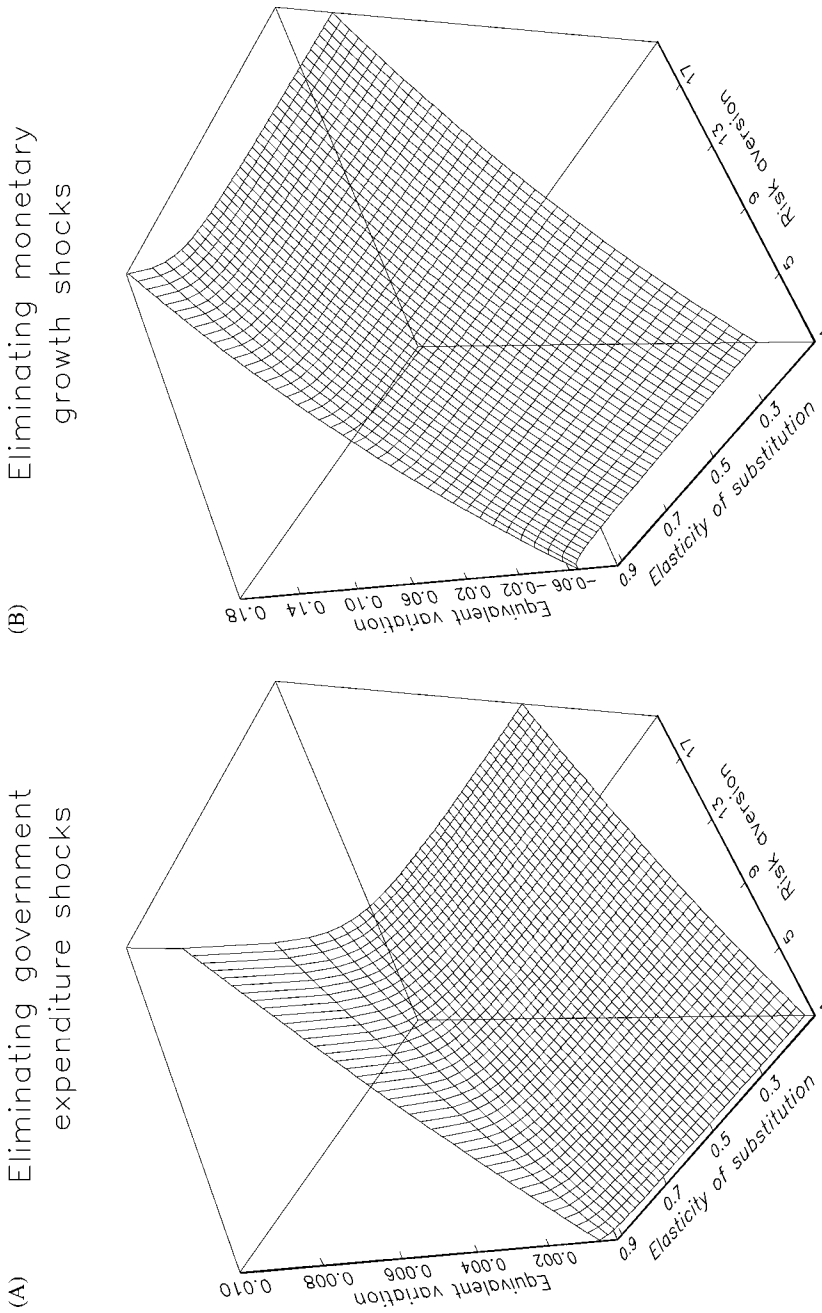 (A)
Eliminating government
expenditure shocks
0.010
0.008
0.006
0.004
0.002
Equivalent variation
0.9
0.7
0.5
0.3
Elasticity of substitution
17
13
9
5
Risk aversion
(B)
Eliminating monetary
growth shocks
0.18
0.14
0.10
0.06
0.02
-0.02
-0.06
Equivalent variation
0.9
0.7
0.5
0.3
Elasticity of substitution
17
13
9
5
Risk aversion